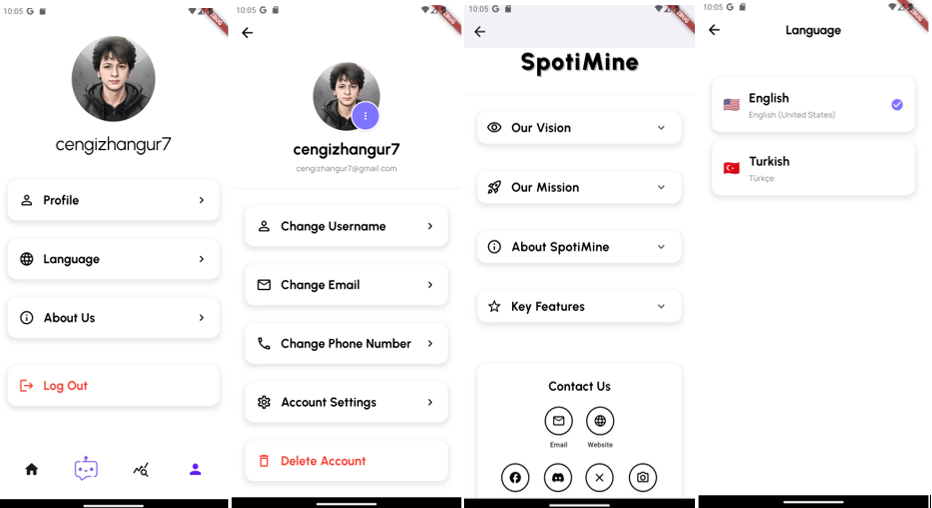 10:05 G
DEBUG
cengizhangur7
Profile
Language
About Us
Log Out
10:05 G
DEBUG
cengizhangur7
cengizhangur7@gmail.com
Change Username
Change Email
Change Phone Number
Account Settings
Delete Account
10:05 G
DEBUG
SpotiMine
Our Vision
Our Mission
About SpotiMine
Key Features
Contact Us
Email
Website
10:05 G
DEBUG
Language
English
English (United States)
Turkish
Türkçe